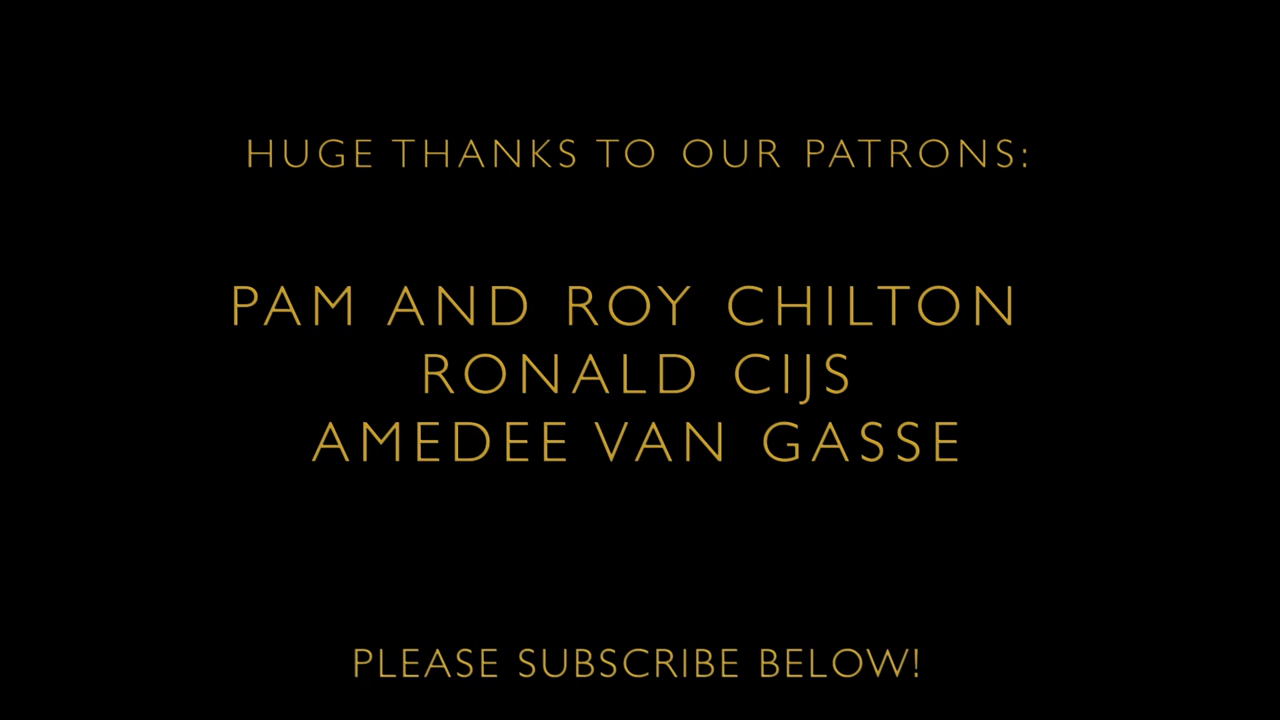 HUGE THANKS TO OUR PATRONS:
PAM AND ROY CHILTON
RONALD CIJS
AMEDEE VAN GASSE
PLEASE SUBSCRIBE BELOW!